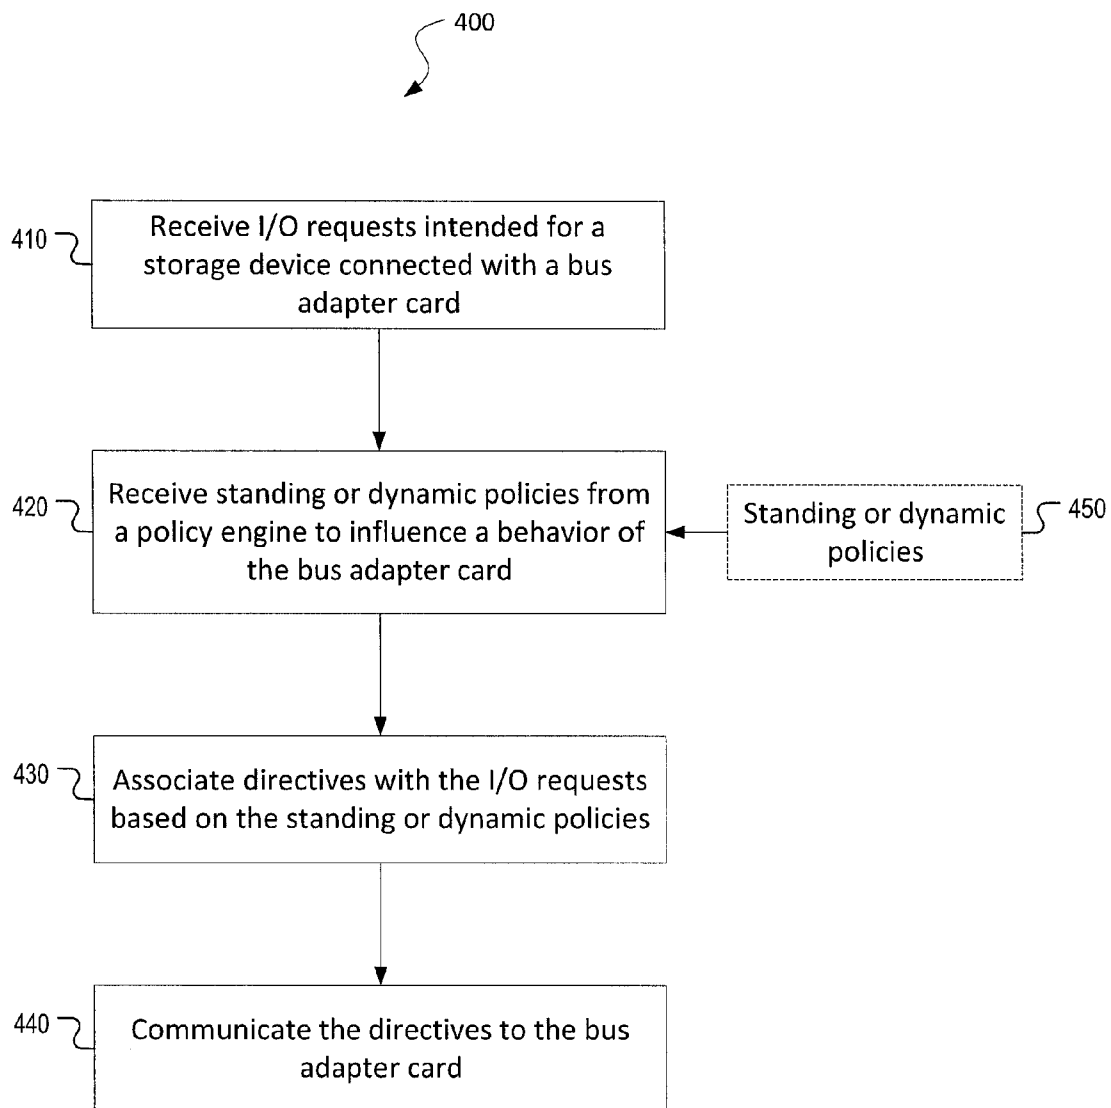 400
410
Receive I/O requests intended for a
storage device connected with a bus
adapter card
420
Receive standing or dynamic policies from
a policy engine to influence a behavior of
the bus adapter card
Standing or dynamic
policies
450
430
Associate directives with the I/O requests
based on the standing or dynamic policies
440
Communicate the directives to the bus
adapter card